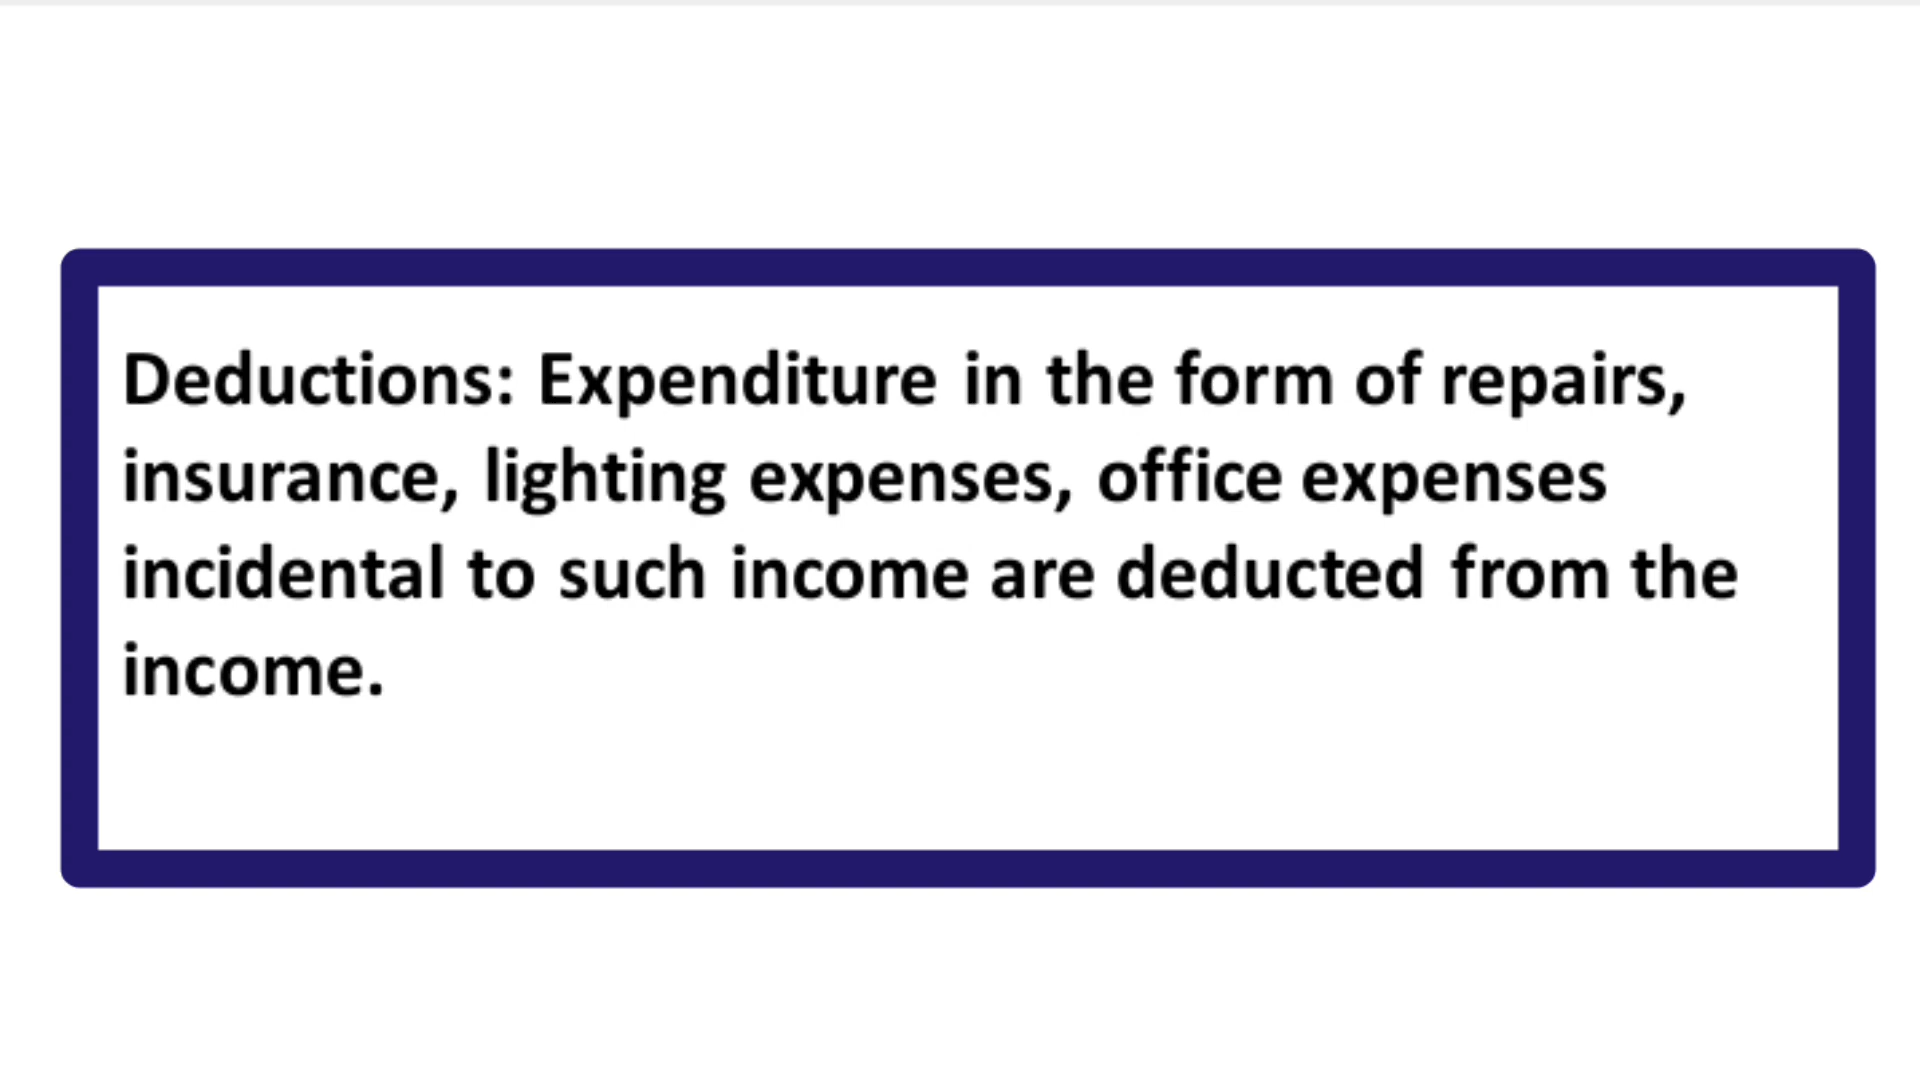 Deductions: Expenditure in the form of repairs,
insurance, lighting expenses, office expenses
incidental to such income are deducted from the
income.